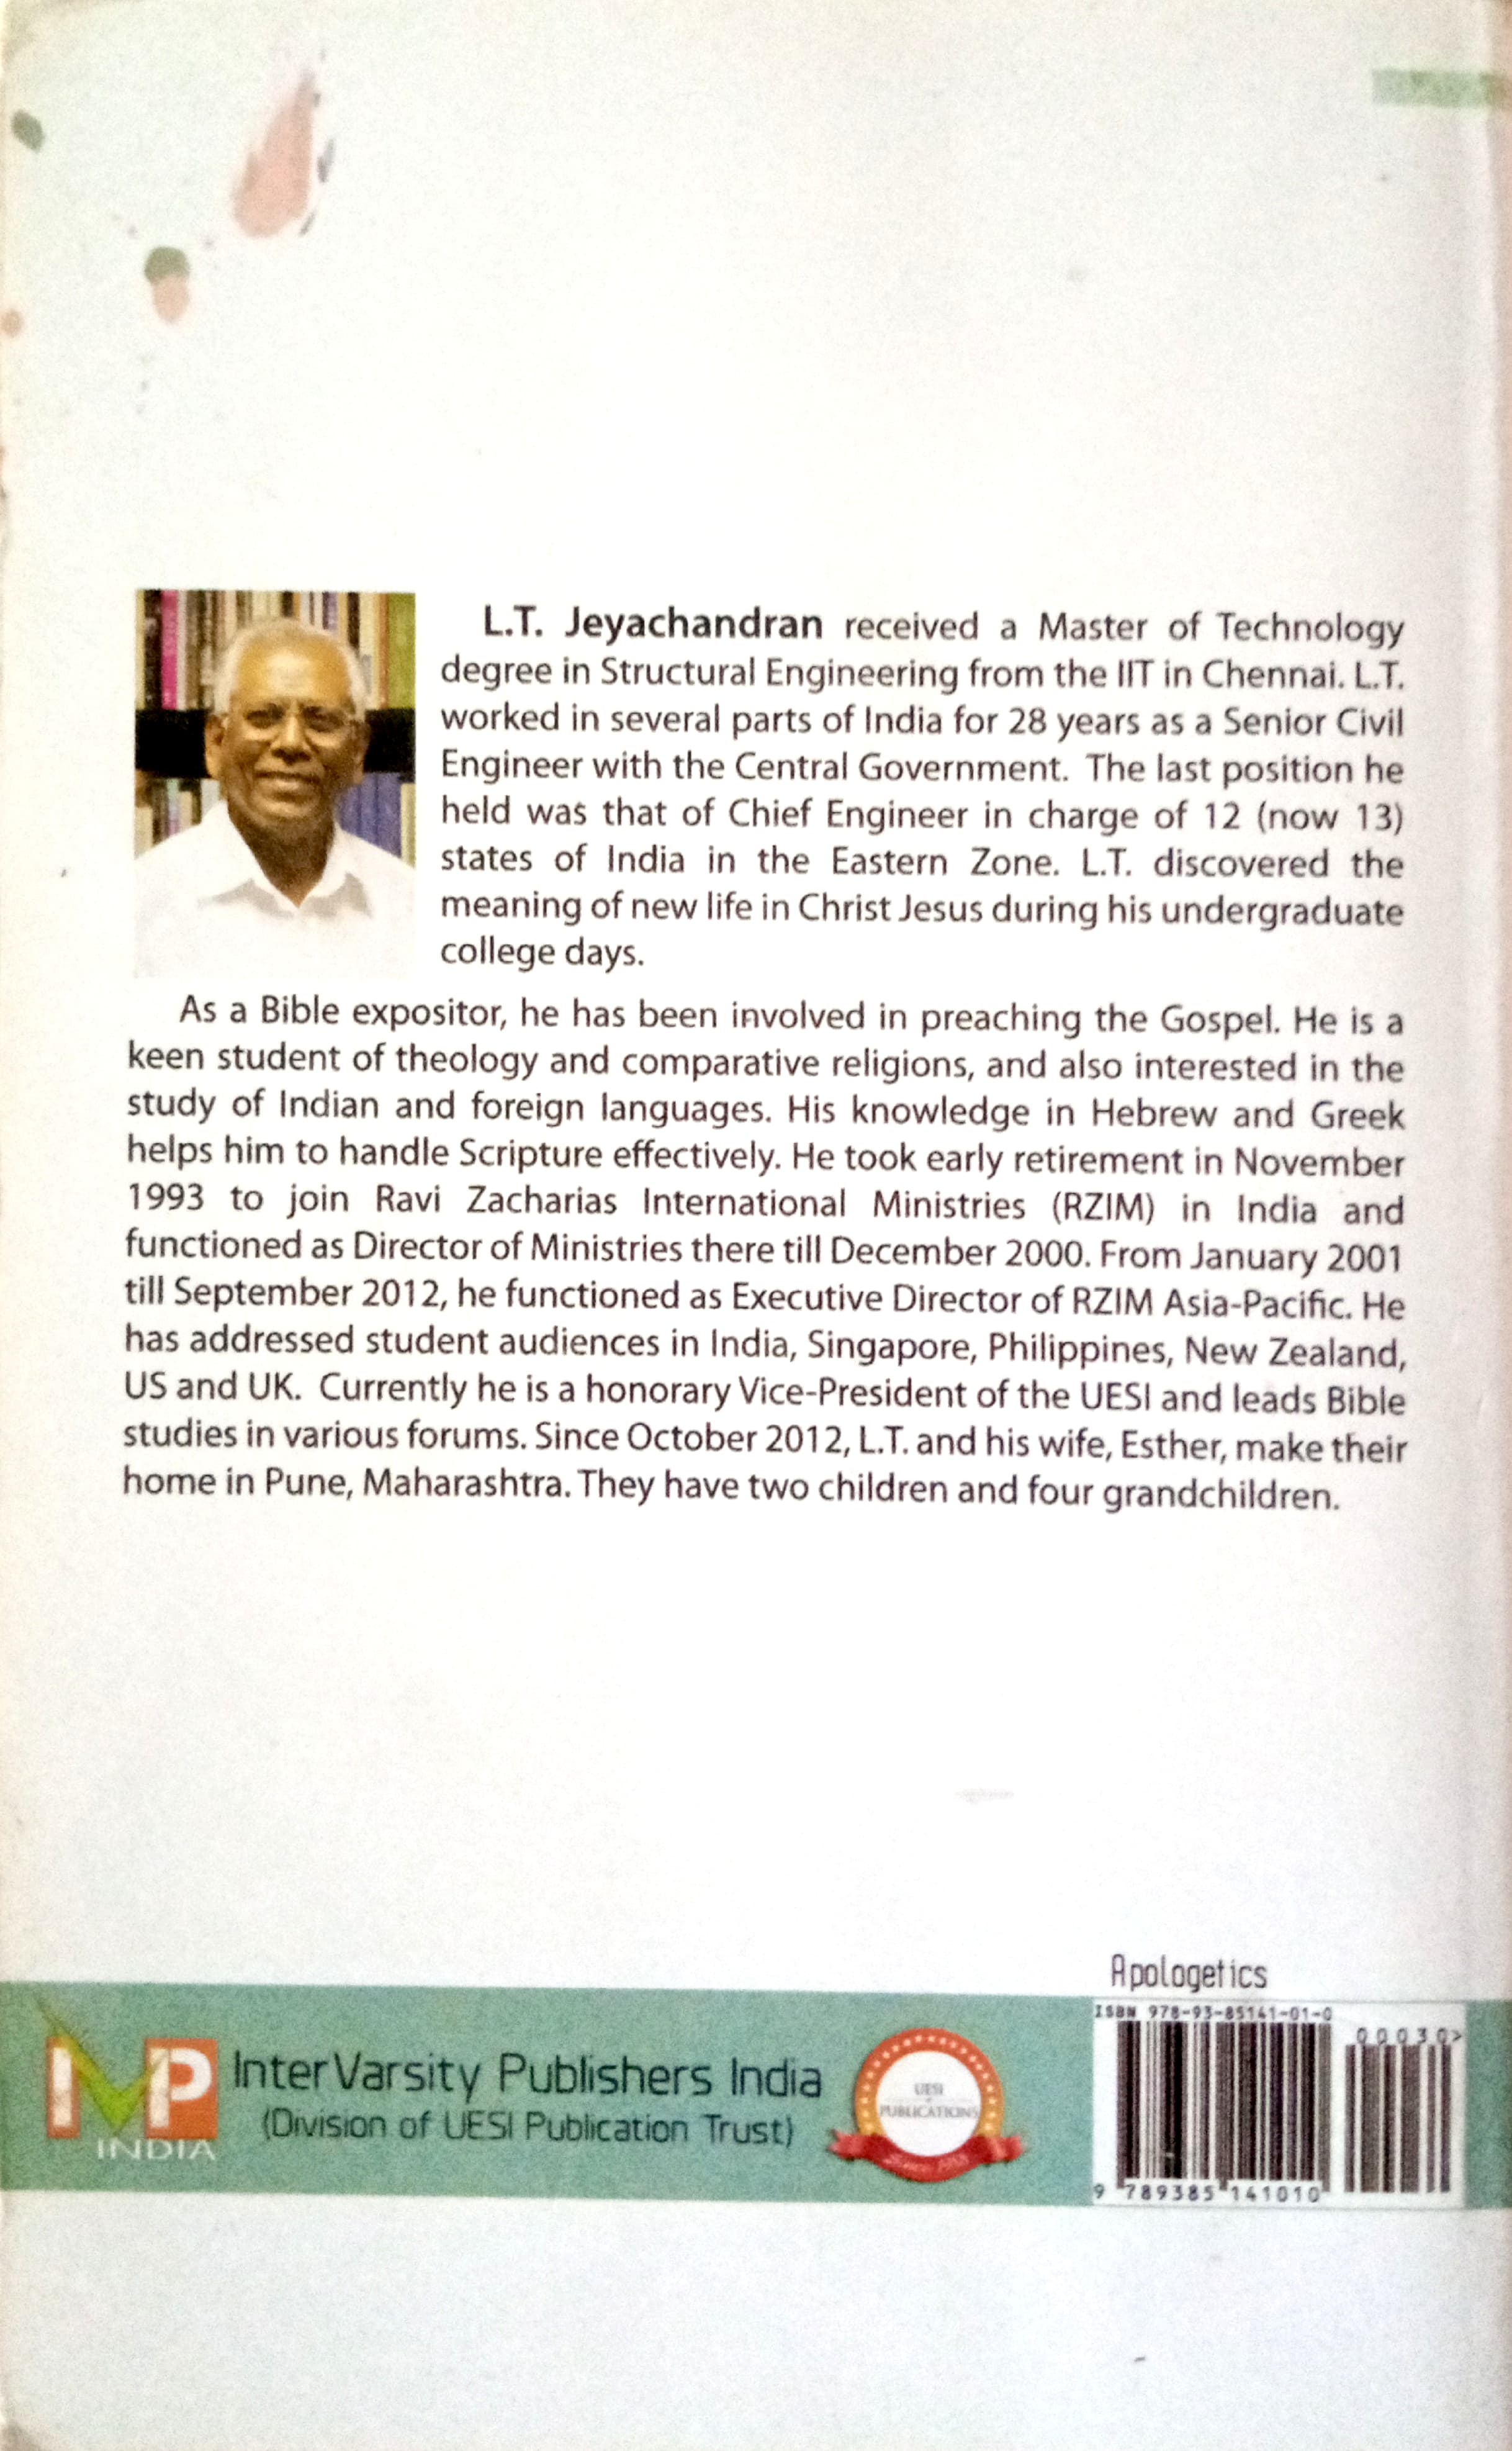 L.T. Jeyachandran received a Master of Technology
degree in Structural Engineering from the IIT in Chennai. L.T.
worked in several parts of India for 28 years as a Senior Civil
Engineer with the Central Government. The last position he
held was that of Chief Engineer in charge of 12 (now 13)
states of India in the Eastern Zone. L.T. discovered the
meaning of new life in Christ Jesus during his undergraduate
college days.
As a Bible expositor, he has been involved in preaching the Gospel. He is a
keen student of theology and comparative religions, and also interested in the
study of Indian and foreign languages. His knowledge in Hebrew and Greek
helps him to handle Scripture effectively. He took early retirement in November
1993 to join Ravi Zacharias International Ministries (RZIM) in India and
functioned as Director of Ministries there till December 2000. From January 2001
till September 2012, he functioned as Executive Director of RZIM Asia-Pacific. He
has addressed student audiences in India, Singapore, Philippines, New Zealand,
US and UK. Currently he is a honorary Vice-President of the UESI and leads Bible
studies in various forums. Since October 2012, L.T. and his wife, Esther, make their
home in Pune, Maharashtra. They have two children and four grandchildren.
Apologetics
ISBN 978-93-85141-01-0
00030>
9 789385 141010
IVP
INDIA
InterVarsity Publishers India
(Division of UESI Publication Trust)
UESI
PUBLICATIONS